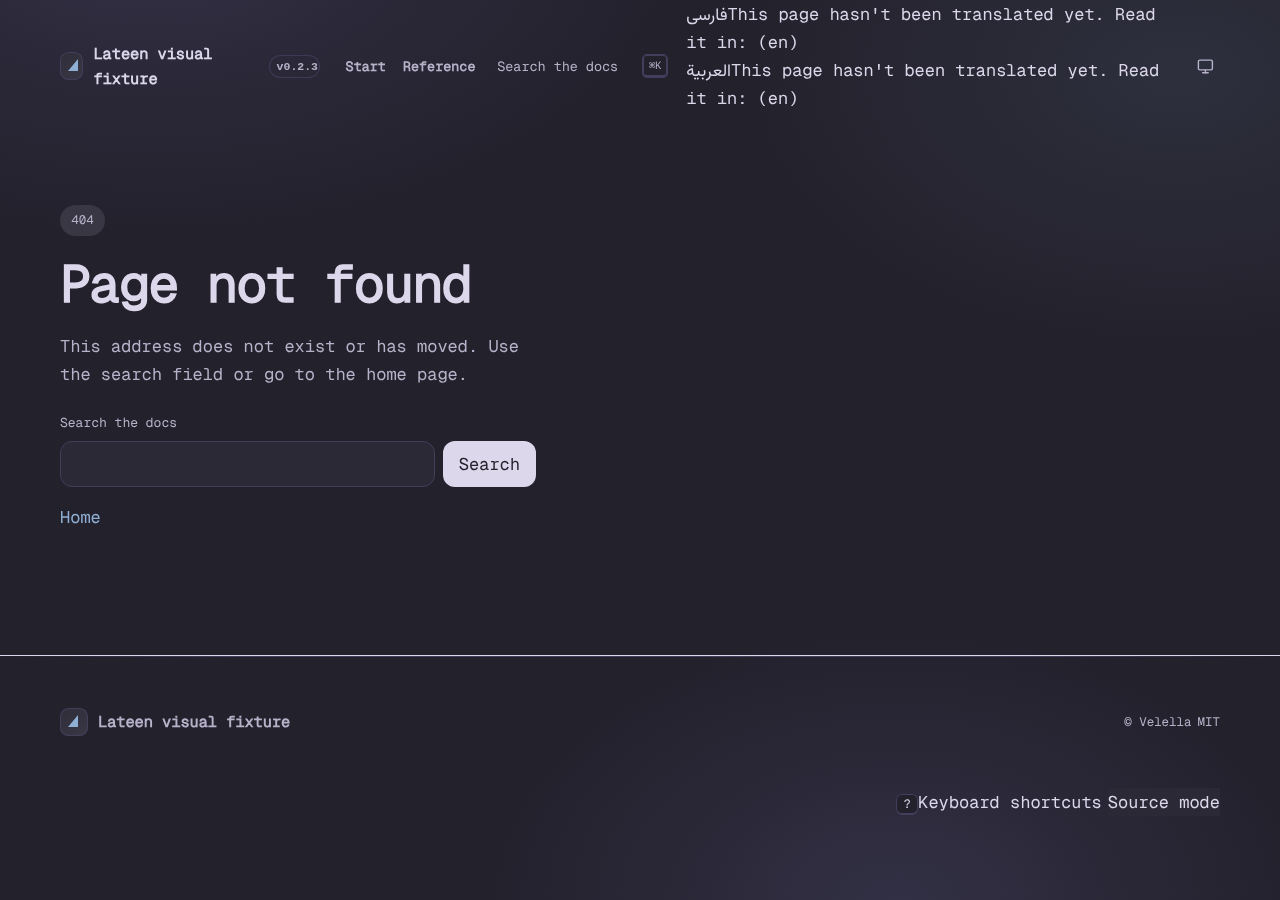 Lateen visual
fixture
v0.2.3
Start
Reference
Search the docs
⌘K
فارسیThis page hasn't been translated yet. Read
it in: (en)
العربيةThis page hasn't been translated yet. Read
it in: (en)
404
Page not found
This address does not exist or has moved. Use
the search field or go to the home page.
Search the docs
Search
Home
Lateen visual fixture
© Velella MIT
? Keyboard shortcuts Source mode